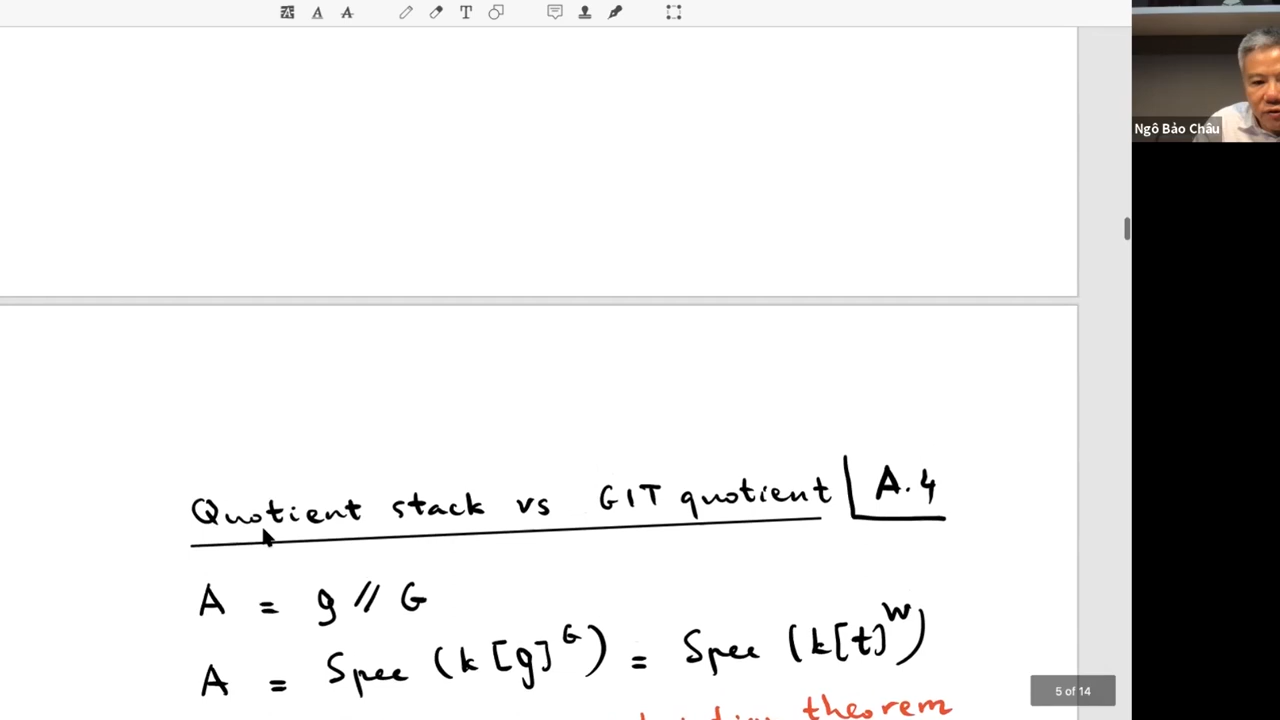 Ngô Bảo Châu
Quotient stack vs GIT quotient A.4
A = g // G
A = Spec (k[g]^G) = Spec (k[t]^W)
theorem
5 of 14